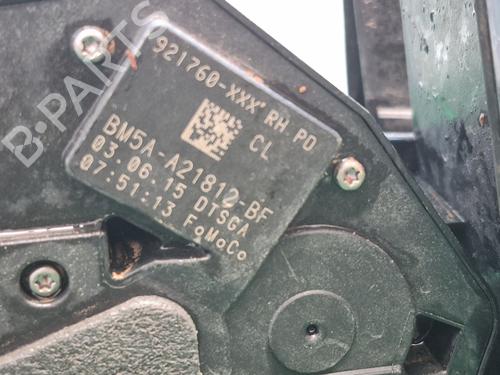 921760-XXX RH PD
CL
BM5A-A21812-BF
03.06.15 DTSGA
07:51:13 FoMoCo
B-PARTS